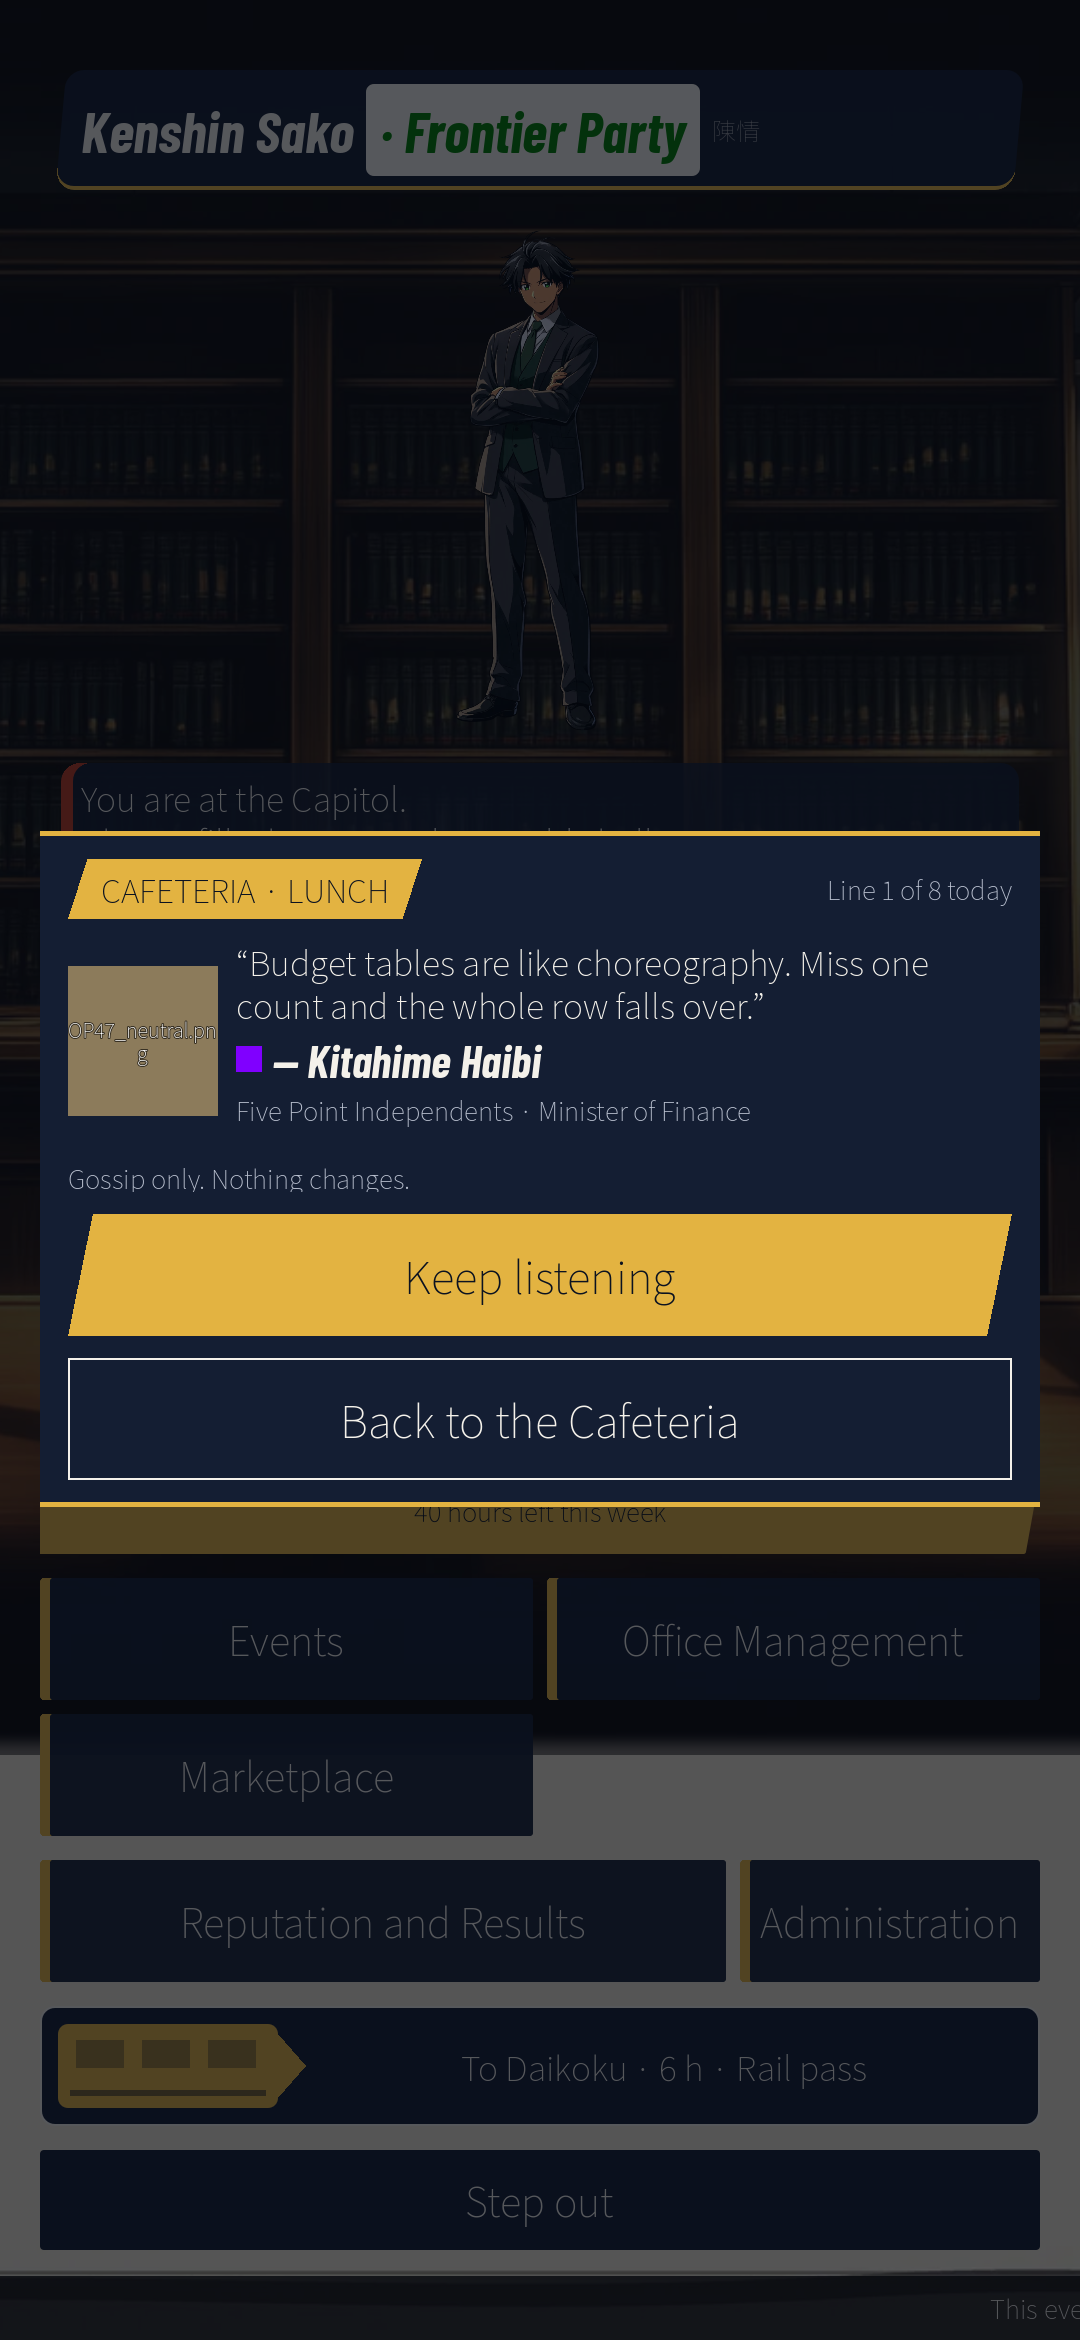 Kenshin Sako · Frontier Party 陳情
You are at the Capitol.
CAFETERIA · LUNCH
Line 1 of 8 today
OP47_neutral.pn
g
“Budget tables are like choreography. Miss one
count and the whole row falls over.”
– Kitahime Haibi
Five Point Independents · Minister of Finance
Gossip only. Nothing changes.
Keep listening
Back to the Cafeteria
40 hours left this week
Events
Office Management
Marketplace
Reputation and Results
Administration
To Daikoku · 6 h · Rail pass
Step out
This eve